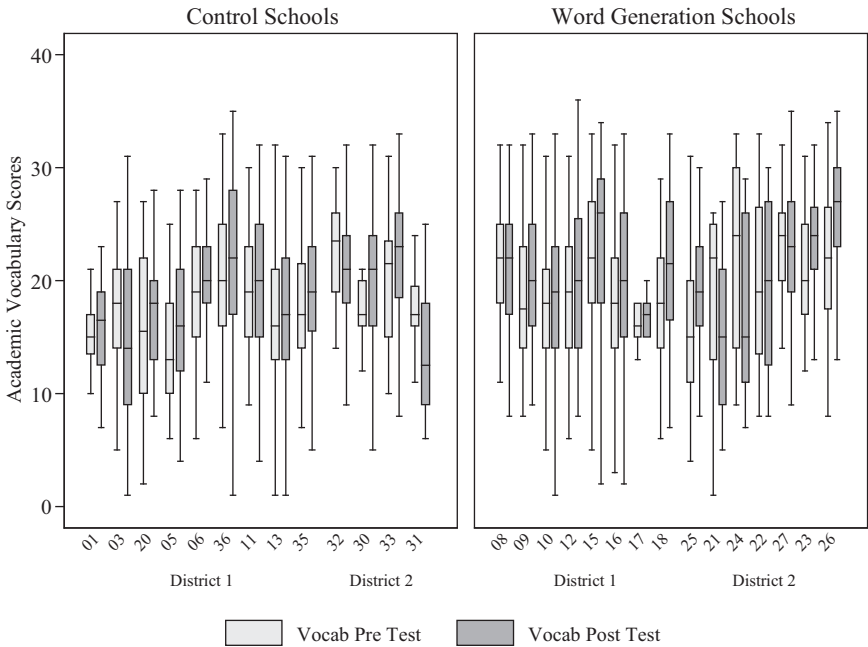 Control Schools
Word Generation Schools
Academic Vocabulary Scores
40
30
20
10
0
01 03 20 05 06 36 11 13 35 32 30 33 31
08 09 10 12 15 16 17 18 25 21 24 22 27 23 26
District 1
District 2
District 1
District 2
Vocab Pre Test
Vocab Post Test